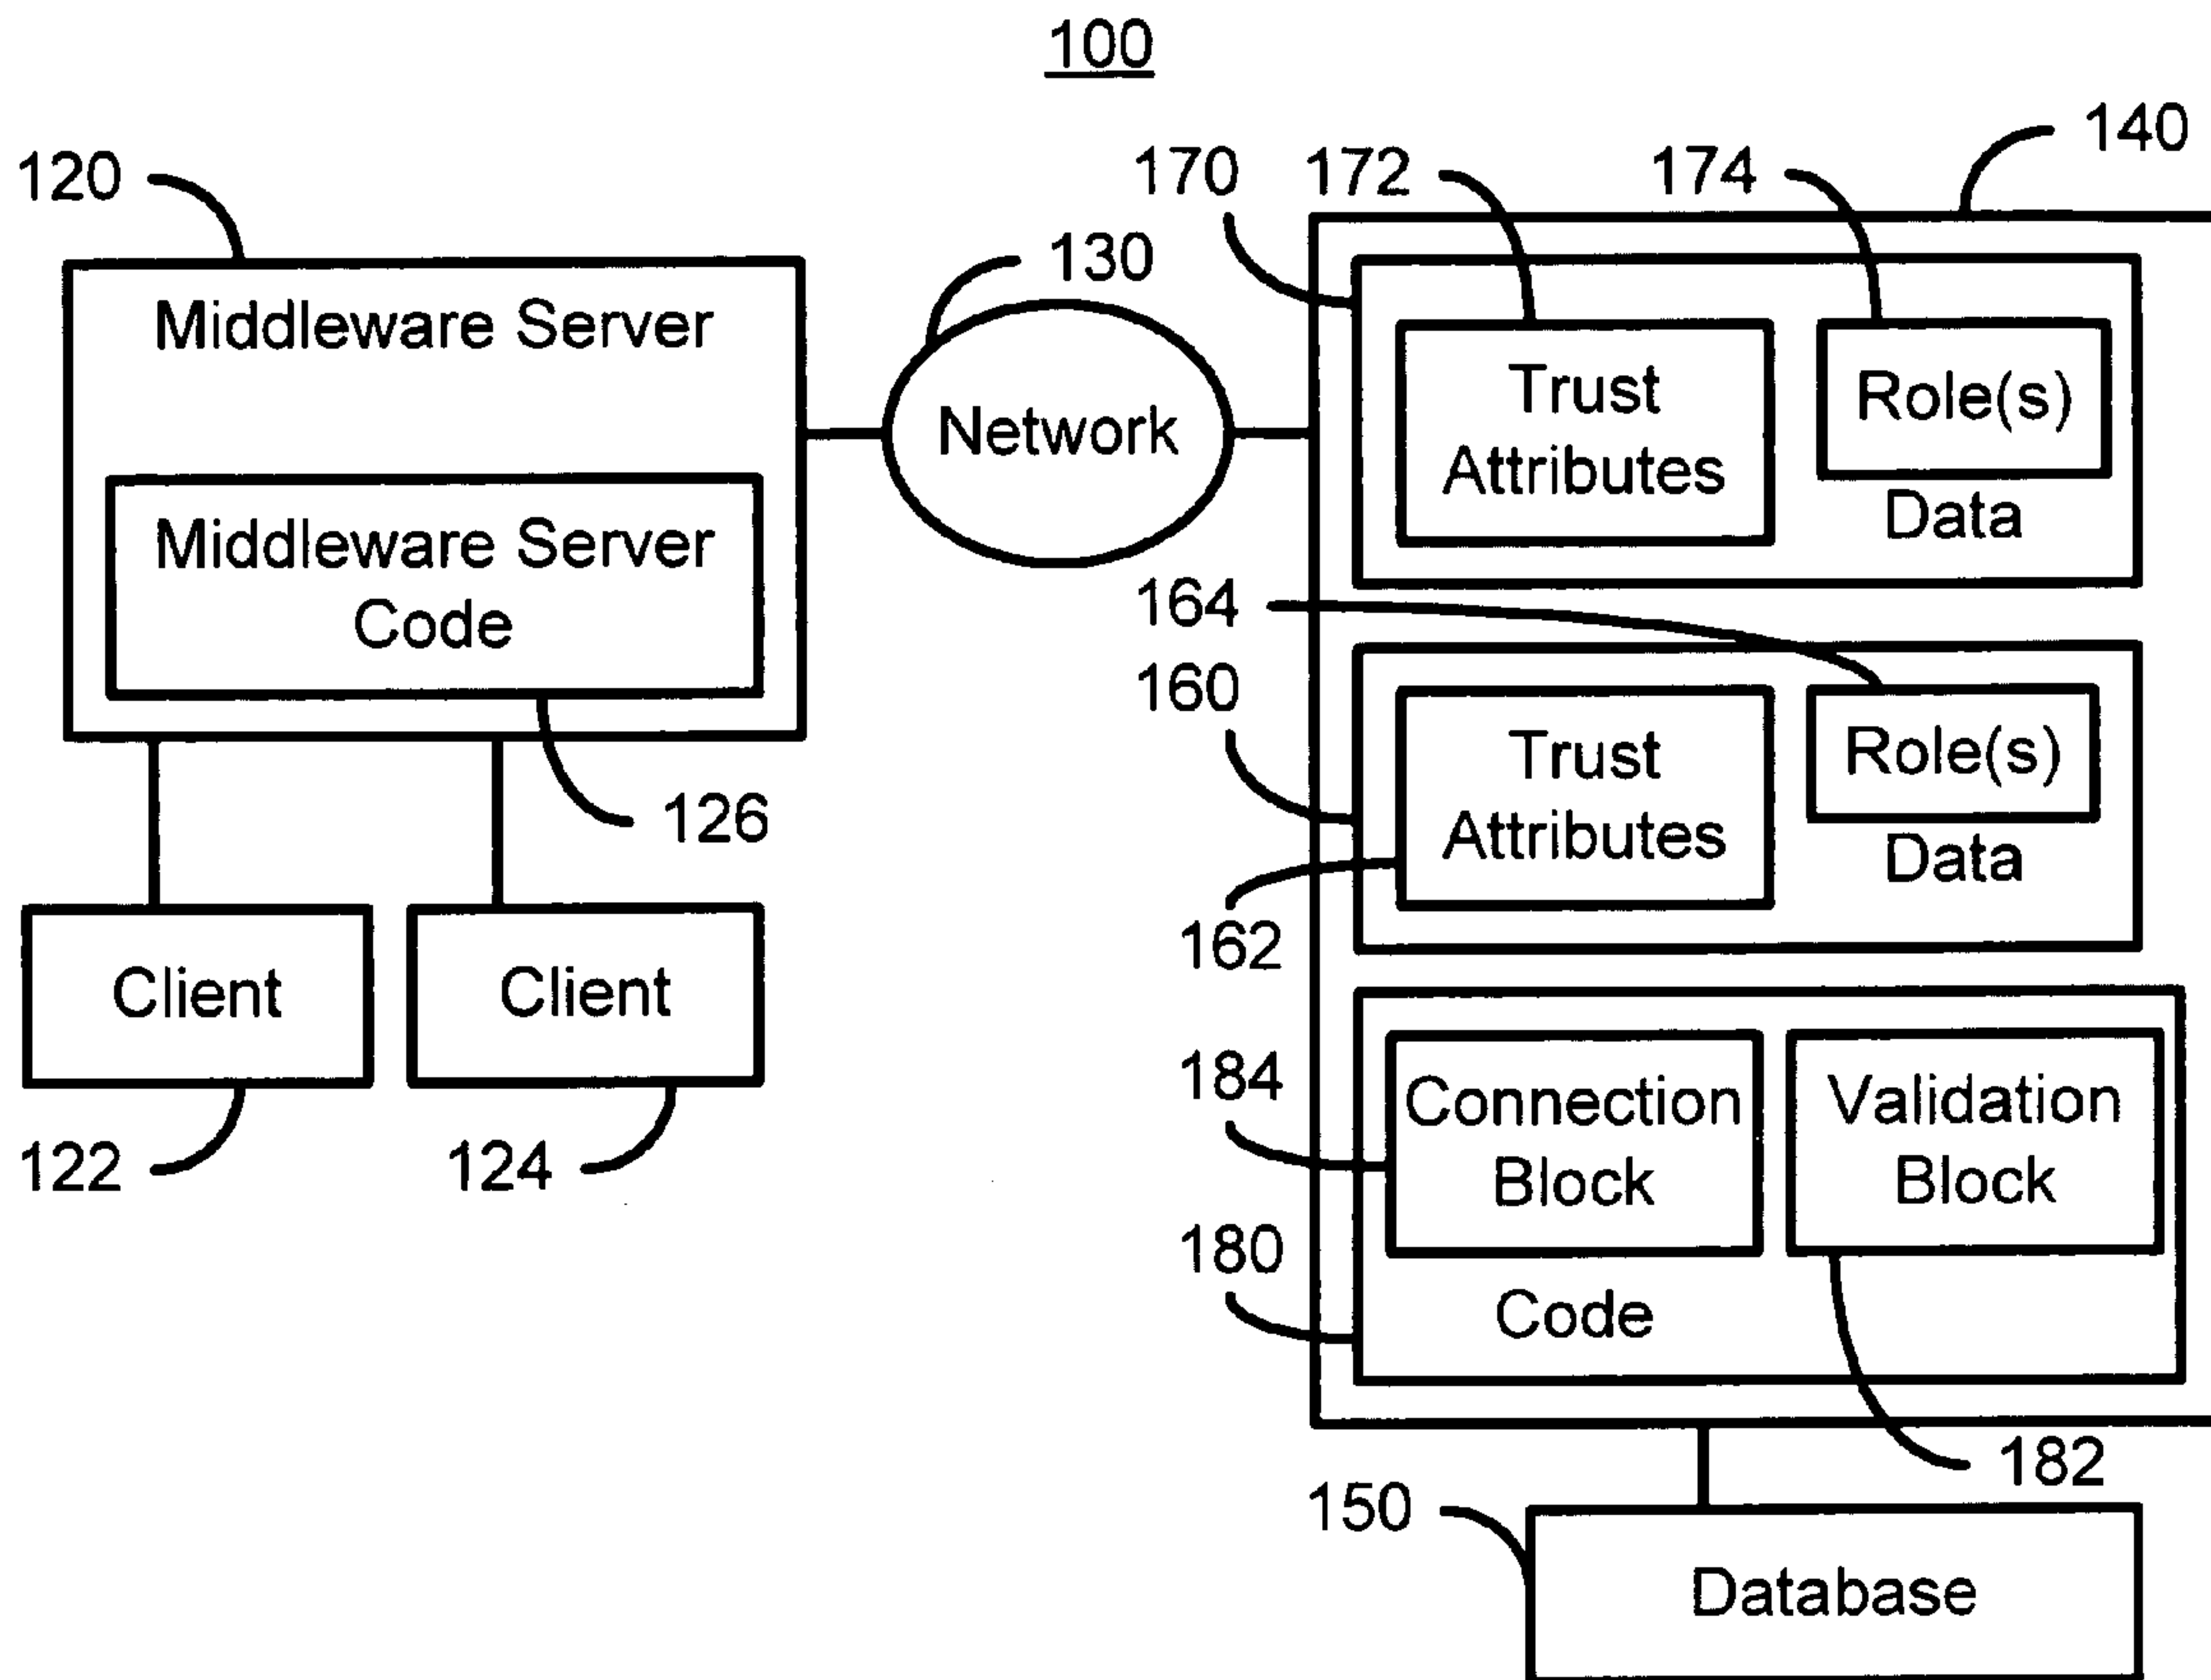 100
140
120
170 172 174
130
Middleware Server
Network
Trust
Attributes
Role(s)
Data
Middleware Server
Code
164
160
Trust
Attributes
Role(s)
Data
126
162
Client
Client
184
Connection
Block
Validation
Block
122
124
180
Code
182
150
Database